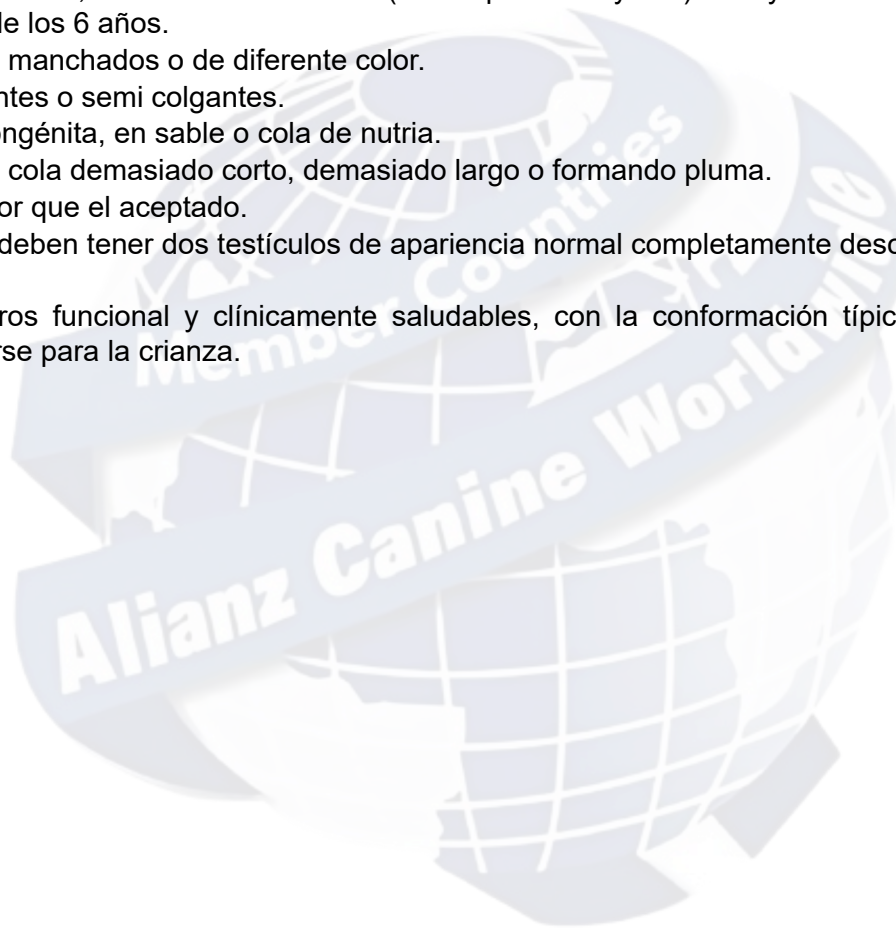 de los 6 años.
manchados o de diferente color.
ntes o semi colgantes.
ongénita, en sable o cola de nutria.
cola demasiado corto, demasiado largo o formando pluma.
or que el aceptado.
deben tener dos testículos de apariencia normal completamente desc
ros funcional y clínicamente saludables, con la conformación típic
rse para la crianza.
Member Countries
Alianz Canine Worldwide